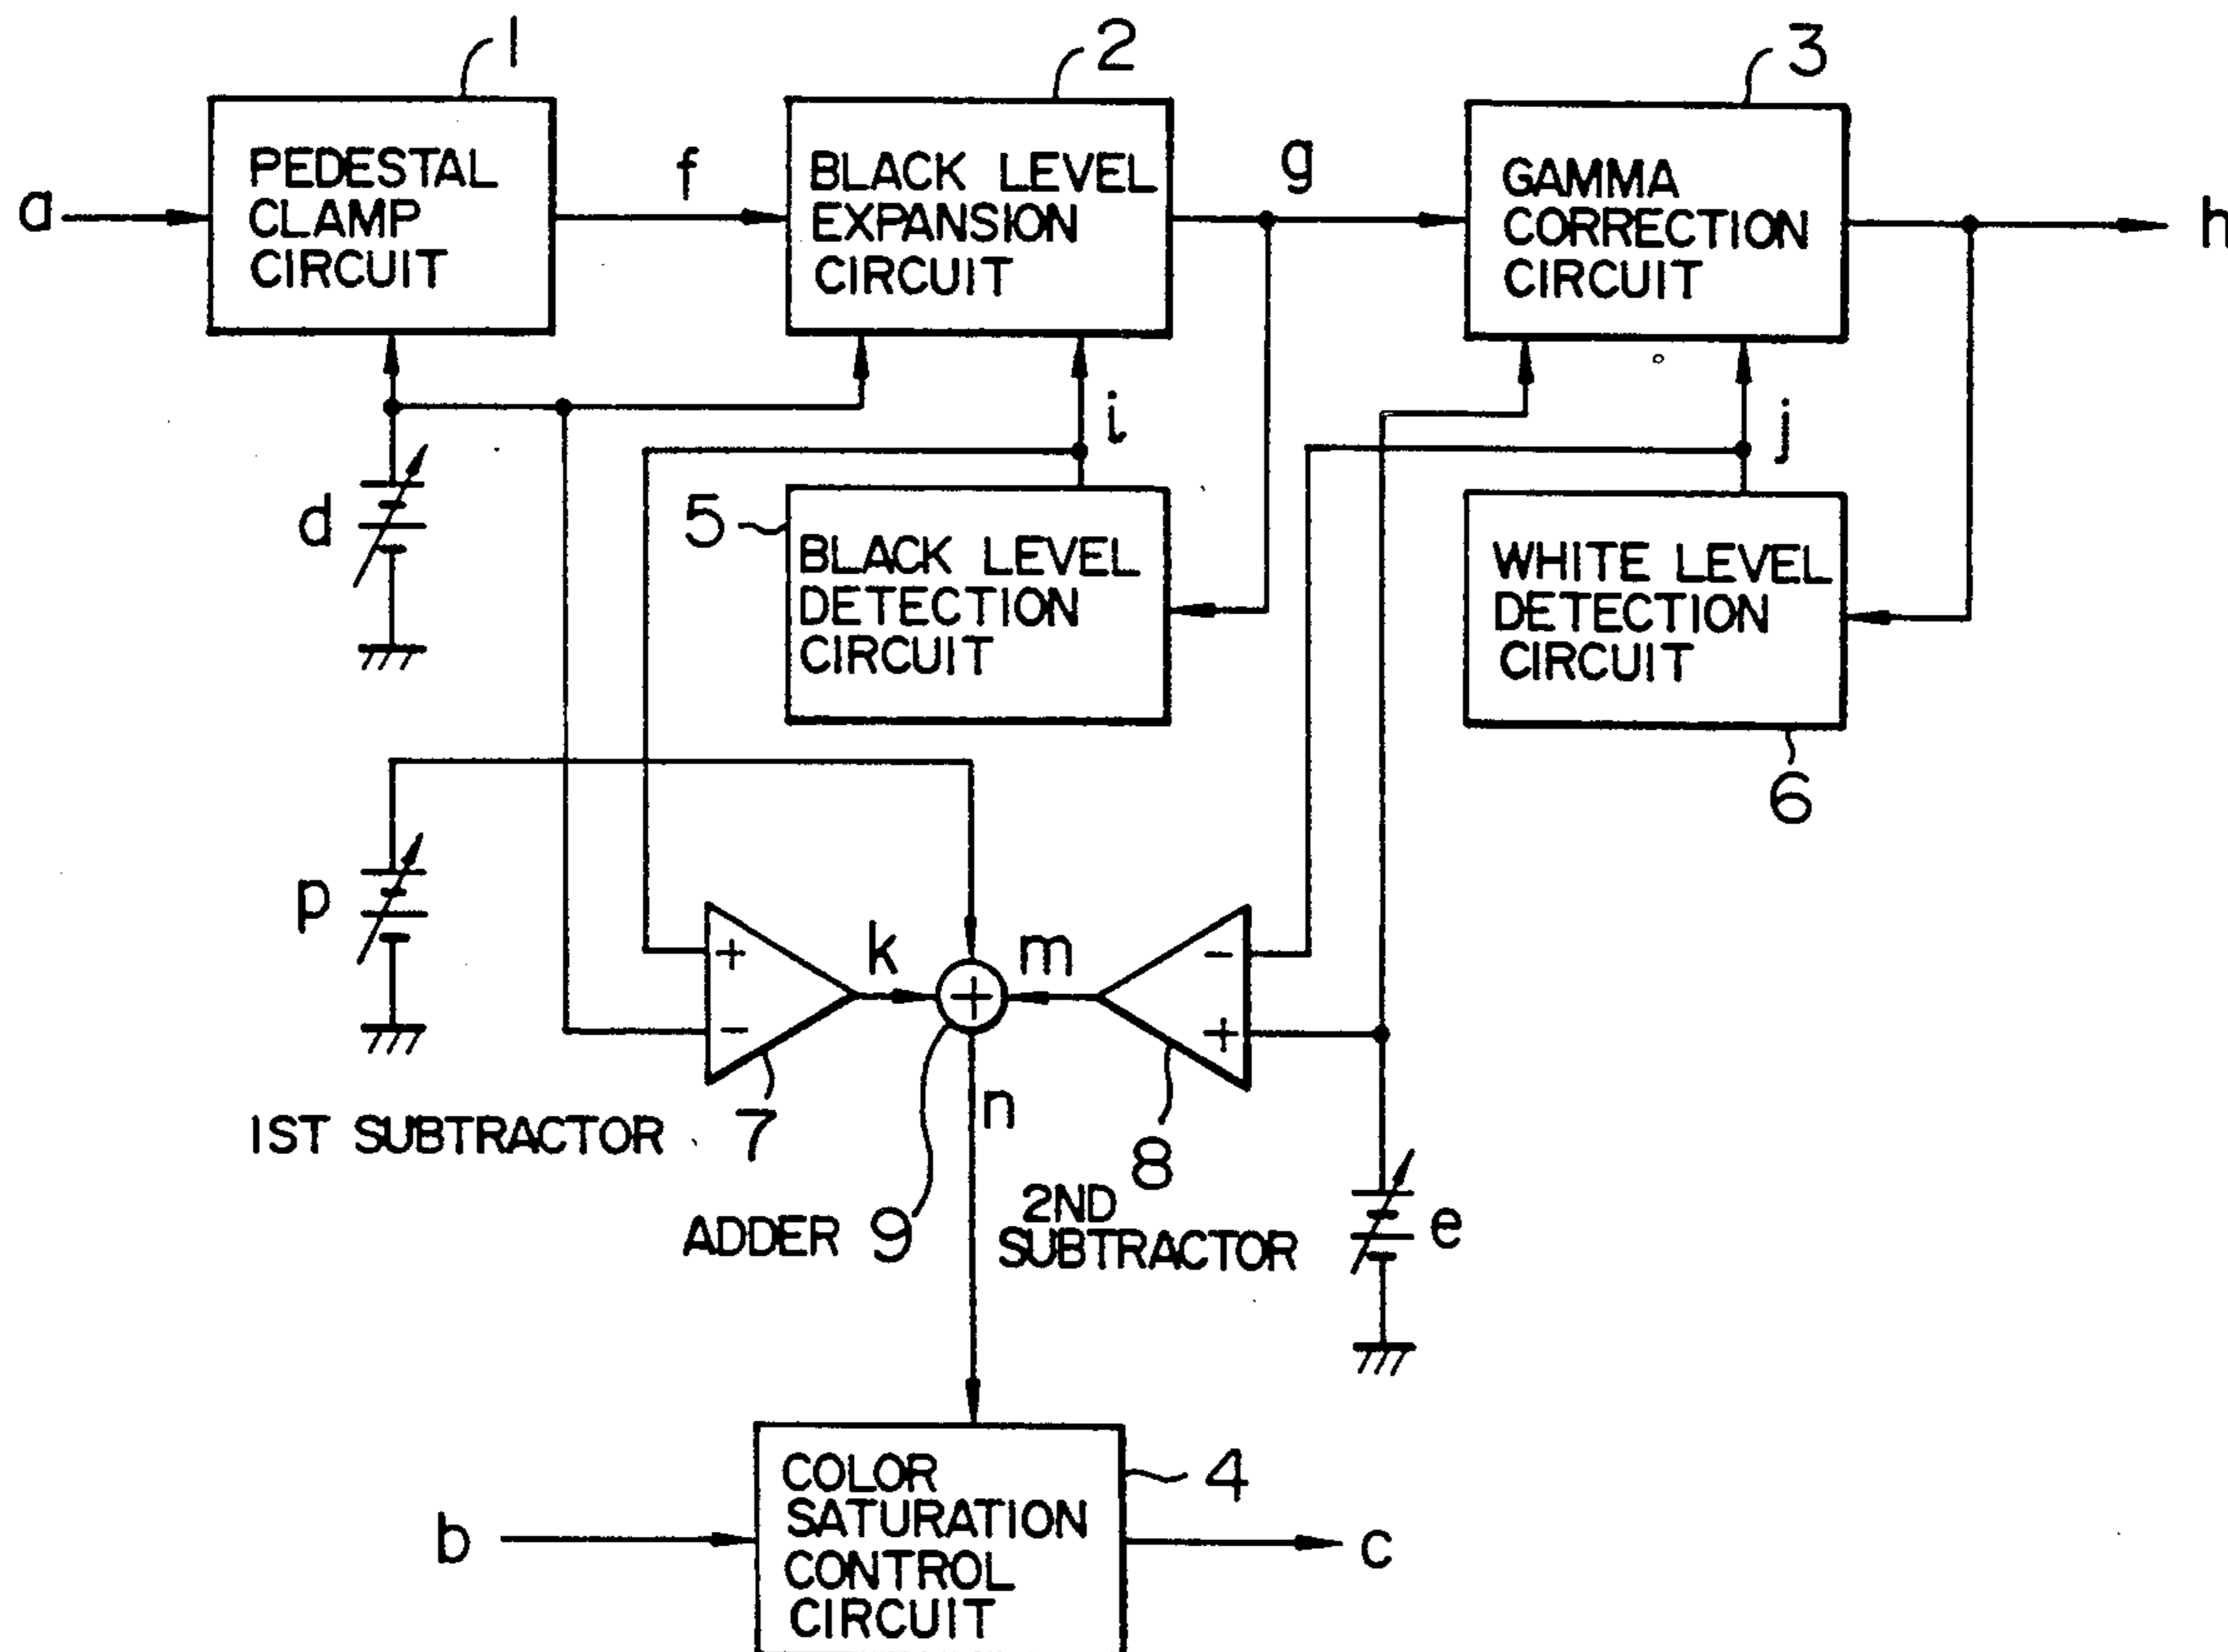 1
2
3
PEDESTAL
CLAMP
CIRCUIT
BLACK LEVEL
EXPANSION
CIRCUIT
GAMMA
CORRECTION
CIRCUIT
a
f
g
h
i
j
d
5
BLACK LEVEL
DETECTION
CIRCUIT
WHITE LEVEL
DETECTION
CIRCUIT
6
p
+
-
k
+
m
-
+
n
1ST SUBTRACTOR
7
8
ADDER 9
2ND
SUBTRACTOR
e
COLOR
SATURATION
CONTROL
CIRCUIT
4
b
c